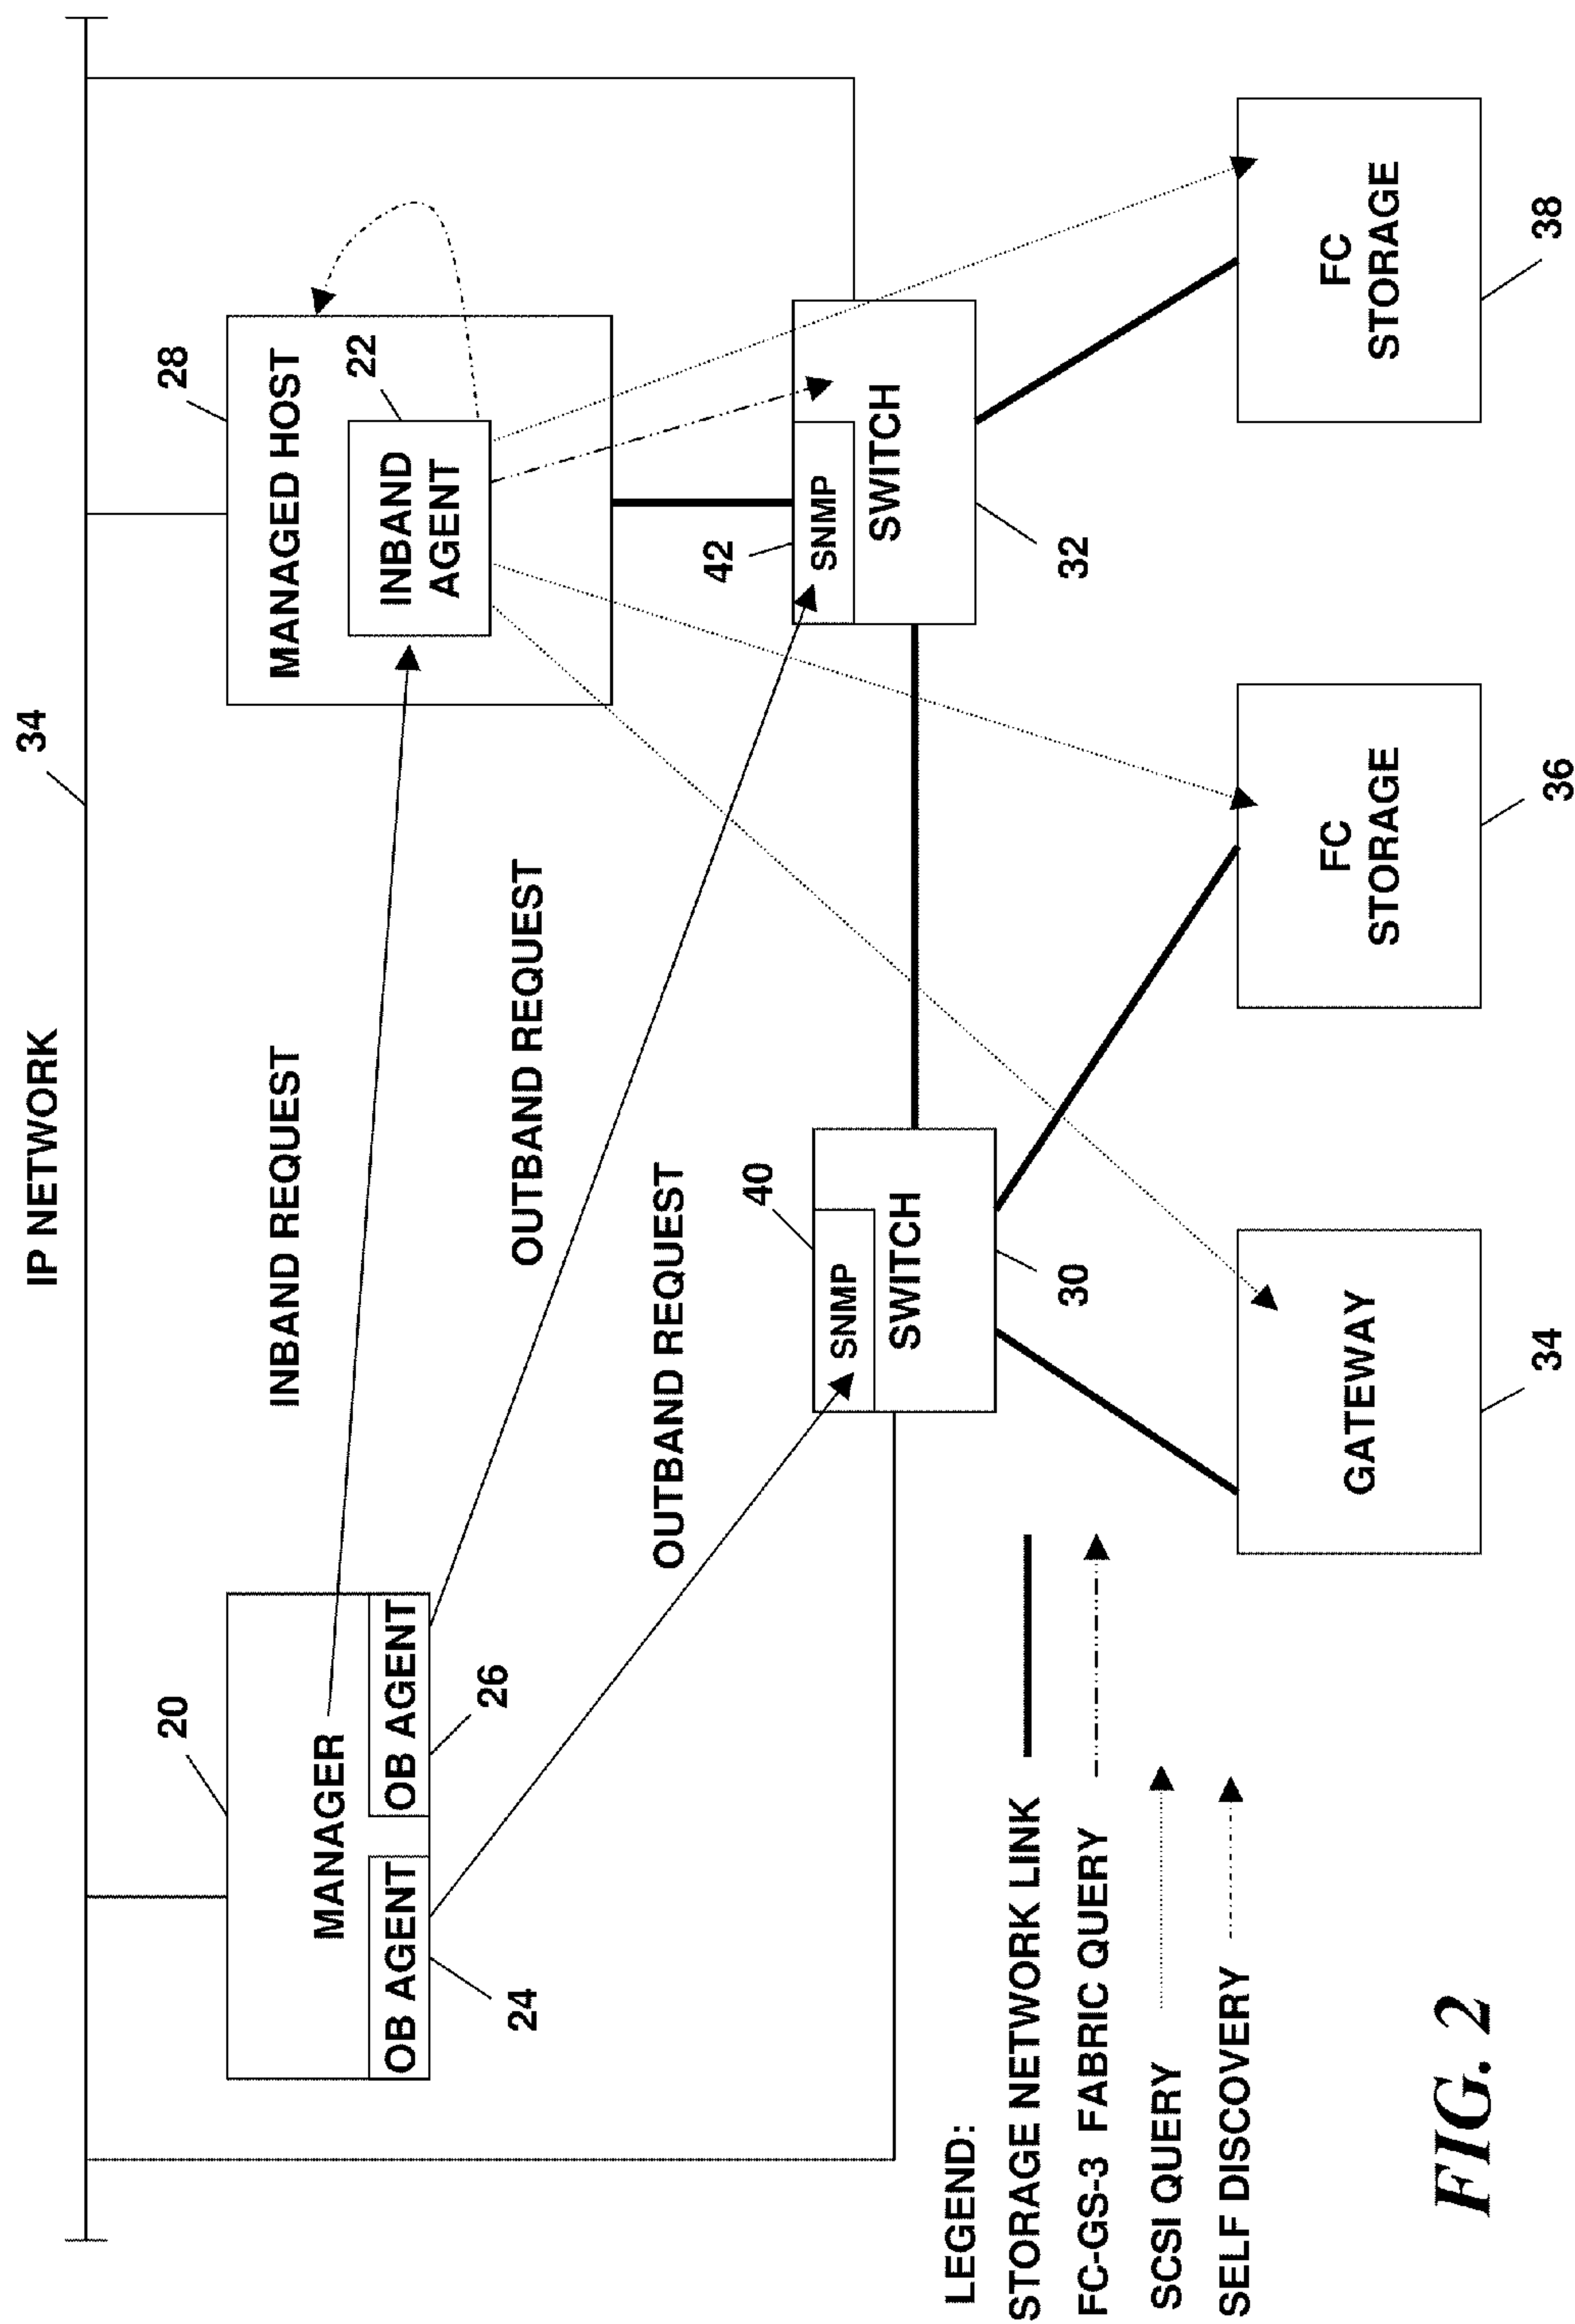 IP NETWORK
34
20
MANAGER
OB AGENT
OB AGENT
24
26
INBAND REQUEST
OUTBAND REQUEST
OUTBAND REQUEST
28
MANAGED HOST
22
INBAND
AGENT
40
SNMP
SWITCH
30
42
SNMP
SWITCH
32
GATEWAY
34
FC
STORAGE
36
FC
STORAGE
38
LEGEND:
STORAGE NETWORK LINK
FC-GS-3 FABRIC QUERY
SCSI QUERY
SELF DISCOVERY
FIG. 2